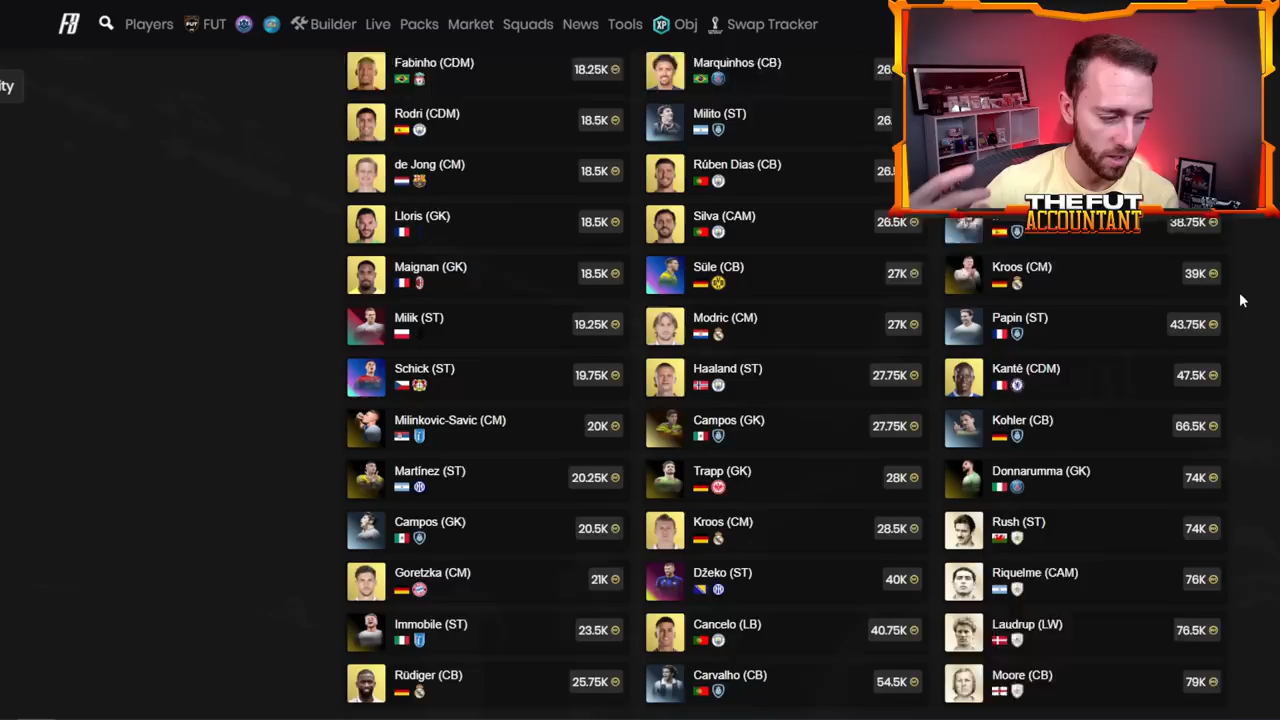 FB Players FUT Builder Live Packs Market Squads News Tools XP Obj Swap Tracker
ity
Fabinho (CDM) 18.25K
Rodri (CDM) 18.5K
de Jong (CM) 18.5K
Lloris (GK) 18.5K
Maignan (GK) 18.5K
Milik (ST) 19.25K
Schick (ST) 19.75K
Milinkovic-Savic (CM) 20K
Martínez (ST) 20.25K
Campos (GK) 20.5K
Goretzka (CM) 21K
Immobile (ST) 23.5K
Rüdiger (CB) 25.75K
Marquinhos (CB) 26
Milito (ST) 26.
Rúben Dias (CB) 26.
Silva (CAM) 26.5K
Süle (CB) 27K
Modric (CM) 27K
Haaland (ST) 27.75K
Campos (GK) 27.75K
Trapp (GK) 28K
Kroos (CM) 28.5K
Džeko (ST) 40K
Cancelo (LB) 40.75K
Carvalho (CB) 54.5K
THE FUT
ACCOUNTANT
38.75K
Kroos (CM) 39K
Papin (ST) 43.75K
Kanté (CDM) 47.5K
Kohler (CB) 66.5K
Donnarumma (GK) 74K
Rush (ST) 74K
Riquelme (CAM) 76K
Laudrup (LW) 76.5K
Moore (CB) 79K